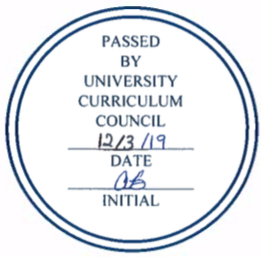 PASSED
BY
UNIVERSITY
CURRICULUM
COUNCIL
12/3/19
DATE
INITIAL